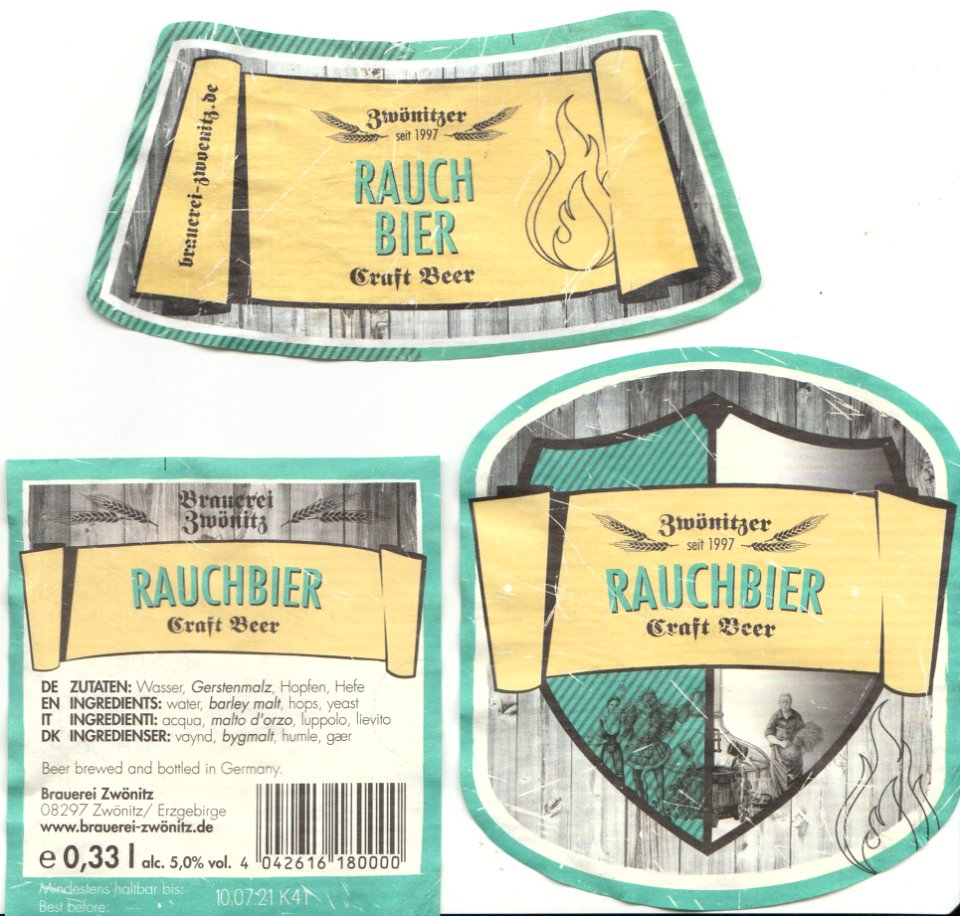 brauerei-zwoenitz.de
Zwönitzer
seit 1997
RAUCH
BIER
Craft Beer
Zwönitzer
seit 1997
RAUCHBIER
Craft Beer
Brauerei
Zwönitz
RAUCHBIER
Craft Beer
DE ZUTATEN: Wasser, Gerstenmalz, Hopfen, Hefe
EN INGREDIENTS: water, barley malt, hops, yeast
IT INGREDIENTI: acqua, malto d'orzo, luppolo, lievito
DK INGREDIENSER: vaynd, bygmalt, humle, gær
Beer brewed and bottled in Germany.
Brauerei Zwönitz
08297 Zwönitz/ Erzgebirge
www.brauerei-zwönitz.de
e 0,33 l alc. 5,0% vol.
4 042616 180000
Mindestens haltbar bis:
Best before:
10.07.21 K41